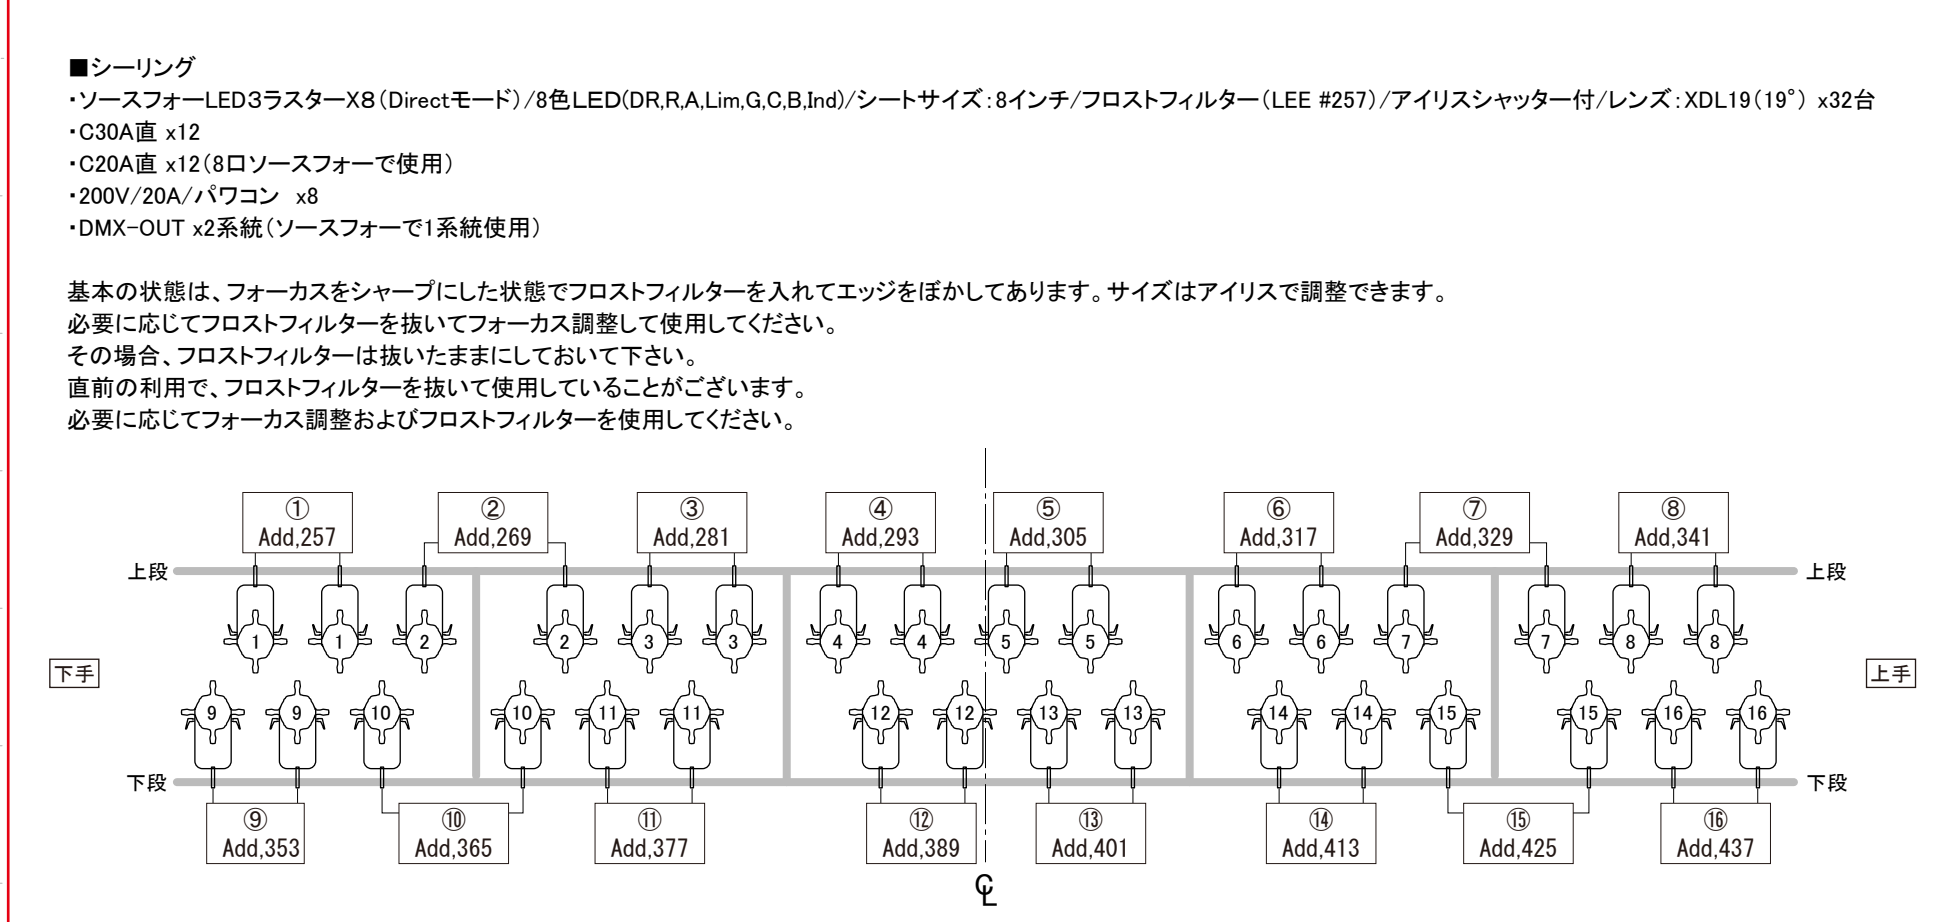 ■シーリング
・ソースフォーLED3ラスターX8(Directモード)/8色LED(DR,R,A,Lim,G,C,B,Ind)/シートサイズ:8インチ/フロストフィルター(LEE #257)/アイリスシャッター付/レンズ:XDL19(19°) x32台
・C30A直 x12
・C20A直 x12(8口ソースフォーで使用)
・200V/20A/パワコン x8
・DMX-OUT x2系統(ソースフォーで1系統使用)
基本の状態は、フォーカスをシャープにした状態でフロストフィルターを入れてエッジをぼかしてあります。サイズはアイリスで調整できます。
必要に応じてフロストフィルターを抜いてフォーカス調整して使用してください。
その場合、フロストフィルターは抜いたままにしておいて下さい。
直前の利用で、フロストフィルターを抜いて使用していることがございます。
必要に応じてフォーカス調整およびフロストフィルターを使用してください。
① ② ③ ④ ⑤ ⑥ ⑦ ⑧
Add,257 Add,269 Add,281 Add,293 Add,305 Add,317 Add,329 Add,341
上段 上段
1 1 2 2 3 3 4 4 5 5 6 6 7 7 8 8
下手 上手
9 9 10 10 11 11 12 12 13 13 14 14 15 15 16 16
下段 下段
⑨ ⑩ ⑪ ⑫ ⑬ ⑭ ⑮ ⑯
Add,353 Add,365 Add,377 Add,389 Add,401 Add,413 Add,425 Add,437
℄